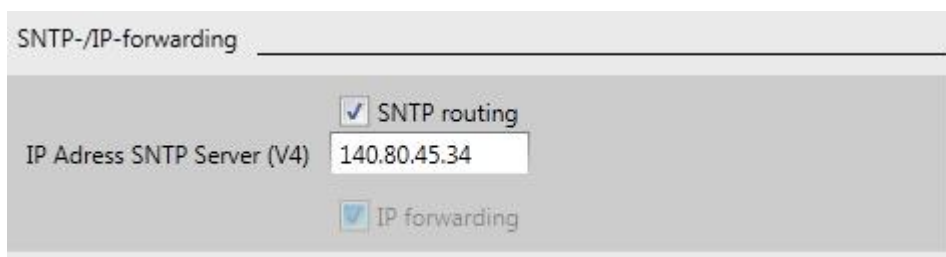 SNTP-/IP-forwarding
SNTP routing
IP Adress SNTP Server (V4) 140.80.45.34
IP forwarding